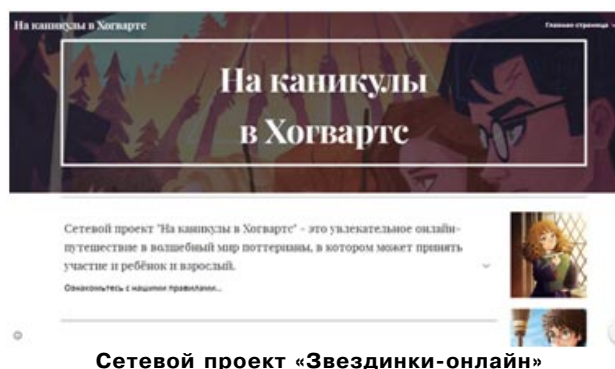 На каникулы в Хогвартс
Главная страница
На каникулы
в Хогвартс
Сетевой проект "На каникулы в Хогвартс" - это увлекательное онлайн-
путешествие в волшебный мир поттерианы, в котором может принять
участие и ребёнок и взрослый.
Ознакомьтесь с нашими правилами...
Сетевой проект «Звездинки-онлайн»